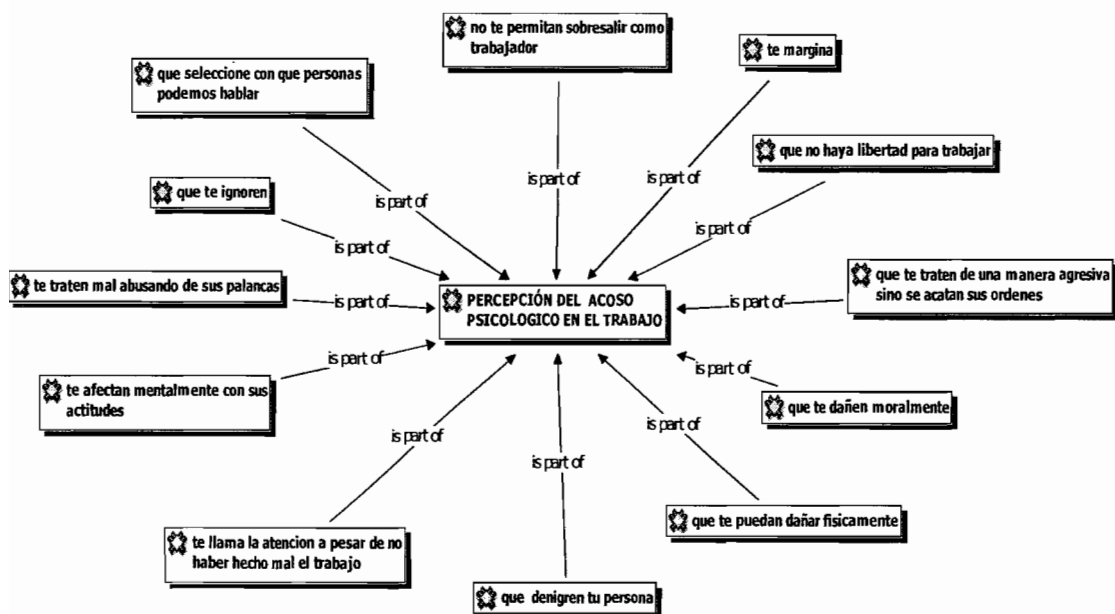 no te permitan sobresalir como
trabajador
te margina
que seleccione con que personas
podemos hablar
que no haya libertad para trabajar
is part of
is part of
is part of
que te ignoren
is part of
is part of
is part of
te traten mal abusando de sus palancas
is part of
PERCEPCIÓN DEL ACOSO
PSICOLOGICO EN EL TRABAJO
is part of
que te traten de una manera agresiva
sino se acatan sus ordenes
is part of
is part of
te afectan mentalmente con sus
actitudes
que te dañen moralmente
is part of
is part of
is part of
que te puedan dañar fisicamente
te llama la atencion a pesar de no
haber hecho mal el trabajo
que denigren tu persona